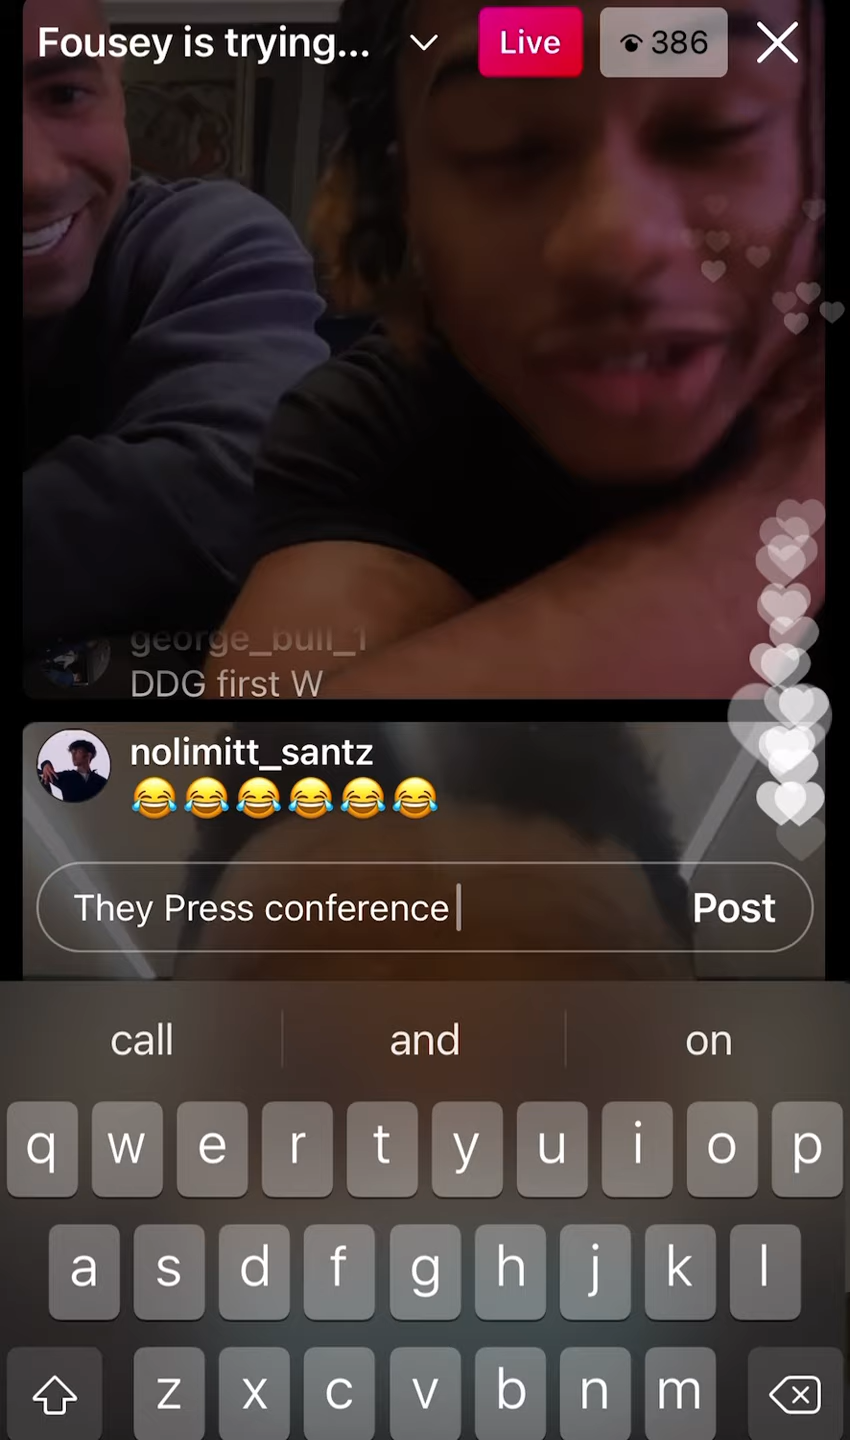 Fousey is trying...
Live
386
george_bull_1
DDG first W
nolimitt_santz
😂😂😂😂😂😂
They Press conference
Post
call and on
q w e r t y u i o p
a s d f g h j k l
z x c v b n m